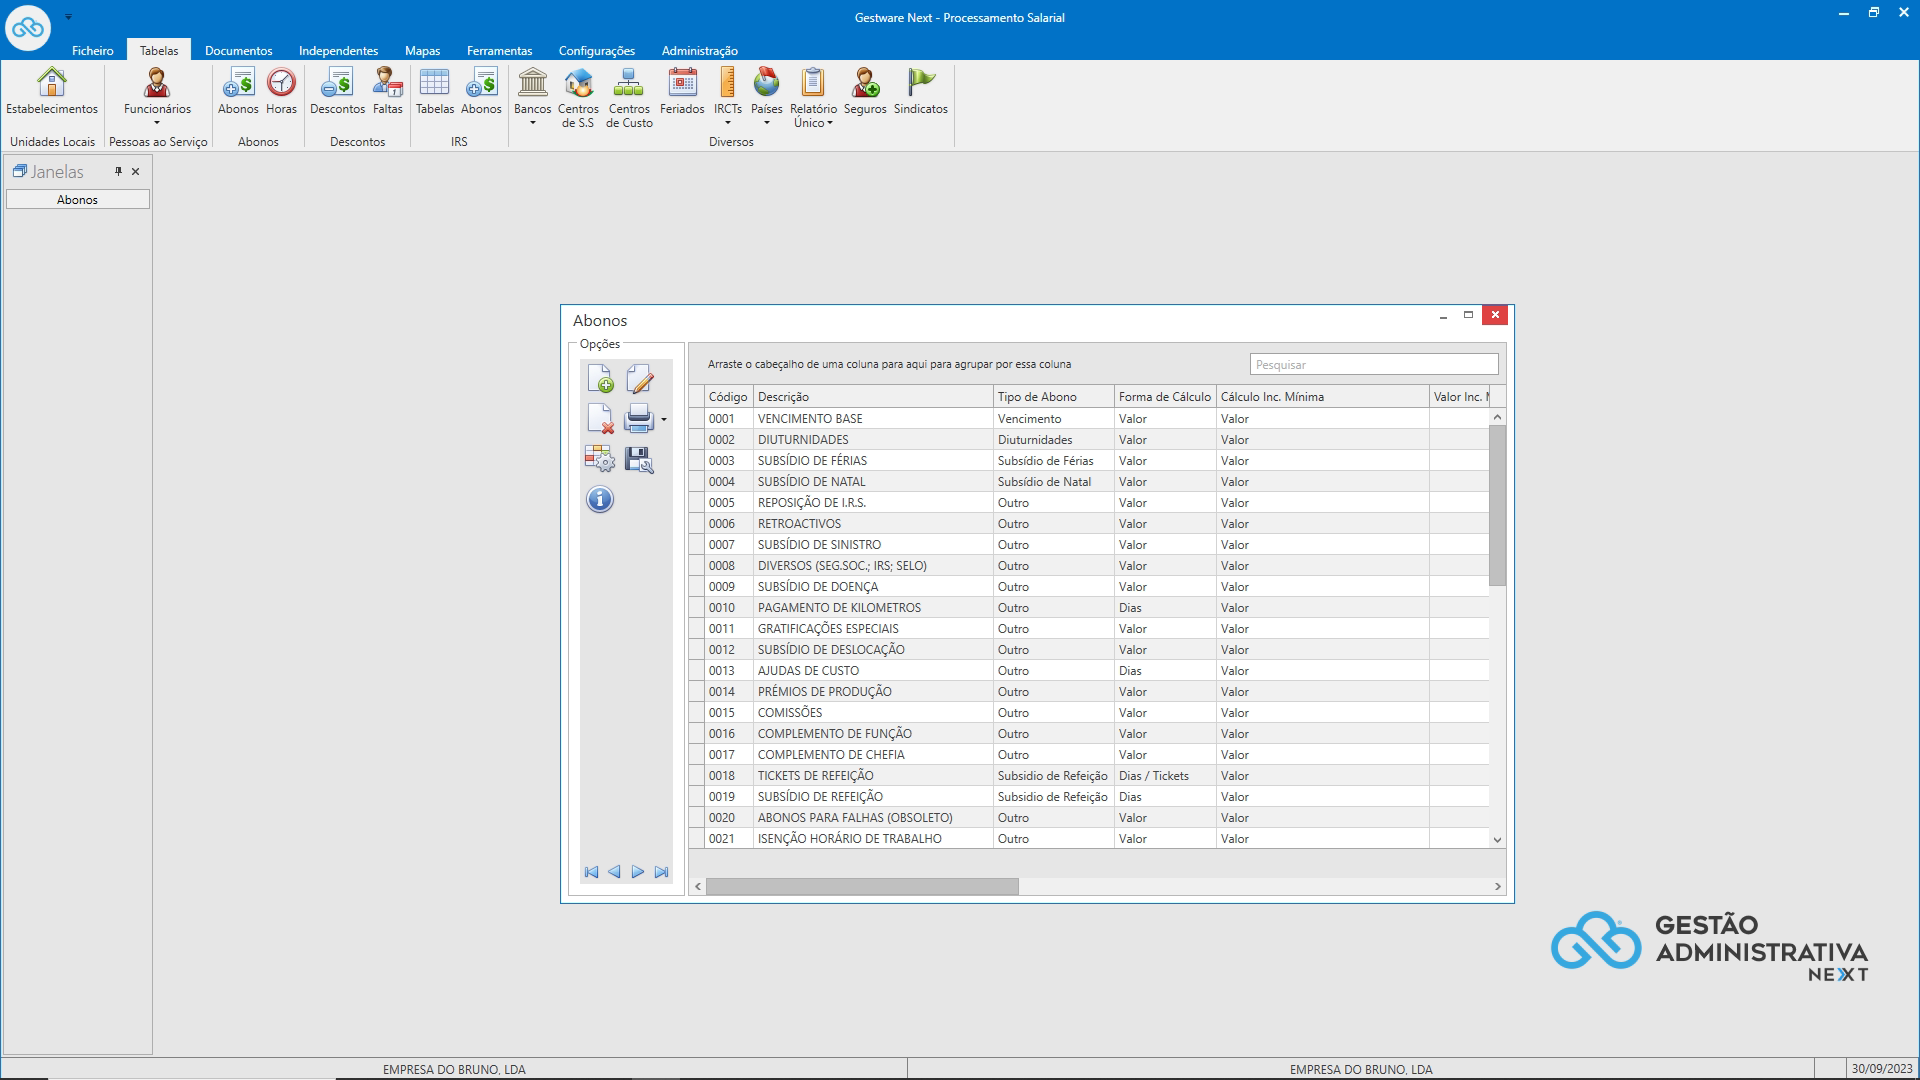 Gestware Next - Processamento Salarial
Ficheiro Tabelas Documentos Independentes Mapas Ferramentas Configurações Administração
Estabelecimentos
Unidades Locais
Funcionários
Pessoas ao Serviço
Abonos Horas
Abonos
Descontos Faltas
Descontos
Tabelas Abonos
IRS
Bancos Centros de S.S Centros de Custo Feriados IRCTs Países Relatório Único Seguros Sindicatos
Diversos
Janelas
Abonos
Abonos
Opções
Arraste o cabeçalho de uma coluna para aqui para agrupar por essa coluna
Pesquisar
Código Descrição Tipo de Abono Forma de Cálculo Cálculo Inc. Mínima Valor Inc.
0001 VENCIMENTO BASE Vencimento Valor Valor
0002 DIUTURNIDADES Diuturnidades Valor Valor
0003 SUBSÍDIO DE FÉRIAS Subsídio de Férias Valor Valor
0004 SUBSÍDIO DE NATAL Subsídio de Natal Valor Valor
0005 REPOSIÇÃO DE I.R.S. Outro Valor Valor
0006 RETROACTIVOS Outro Valor Valor
0007 SUBSÍDIO DE SINISTRO Outro Valor Valor
0008 DIVERSOS (SEG.SOC.; IRS; SELO) Outro Valor Valor
0009 SUBSÍDIO DE DOENÇA Outro Valor Valor
0010 PAGAMENTO DE KILOMETROS Outro Dias Valor
0011 GRATIFICAÇÕES ESPECIAIS Outro Valor Valor
0012 SUBSÍDIO DE DESLOCAÇÃO Outro Valor Valor
0013 AJUDAS DE CUSTO Outro Dias Valor
0014 PRÉMIOS DE PRODUÇÃO Outro Valor Valor
0015 COMISSÕES Outro Valor Valor
0016 COMPLEMENTO DE FUNÇÃO Outro Valor Valor
0017 COMPLEMENTO DE CHEFIA Outro Valor Valor
0018 TICKETS DE REFEIÇÃO Subsidio de Refeição Dias / Tickets Valor
0019 SUBSÍDIO DE REFEIÇÃO Subsidio de Refeição Dias Valor
0020 ABONOS PARA FALHAS (OBSOLETO) Outro Valor Valor
0021 ISENÇÃO HORÁRIO DE TRABALHO Outro Valor Valor
GESTÃO
ADMINISTRATIVA
NEXT
EMPRESA DO BRUNO, LDA EMPRESA DO BRUNO, LDA 30/09/2023